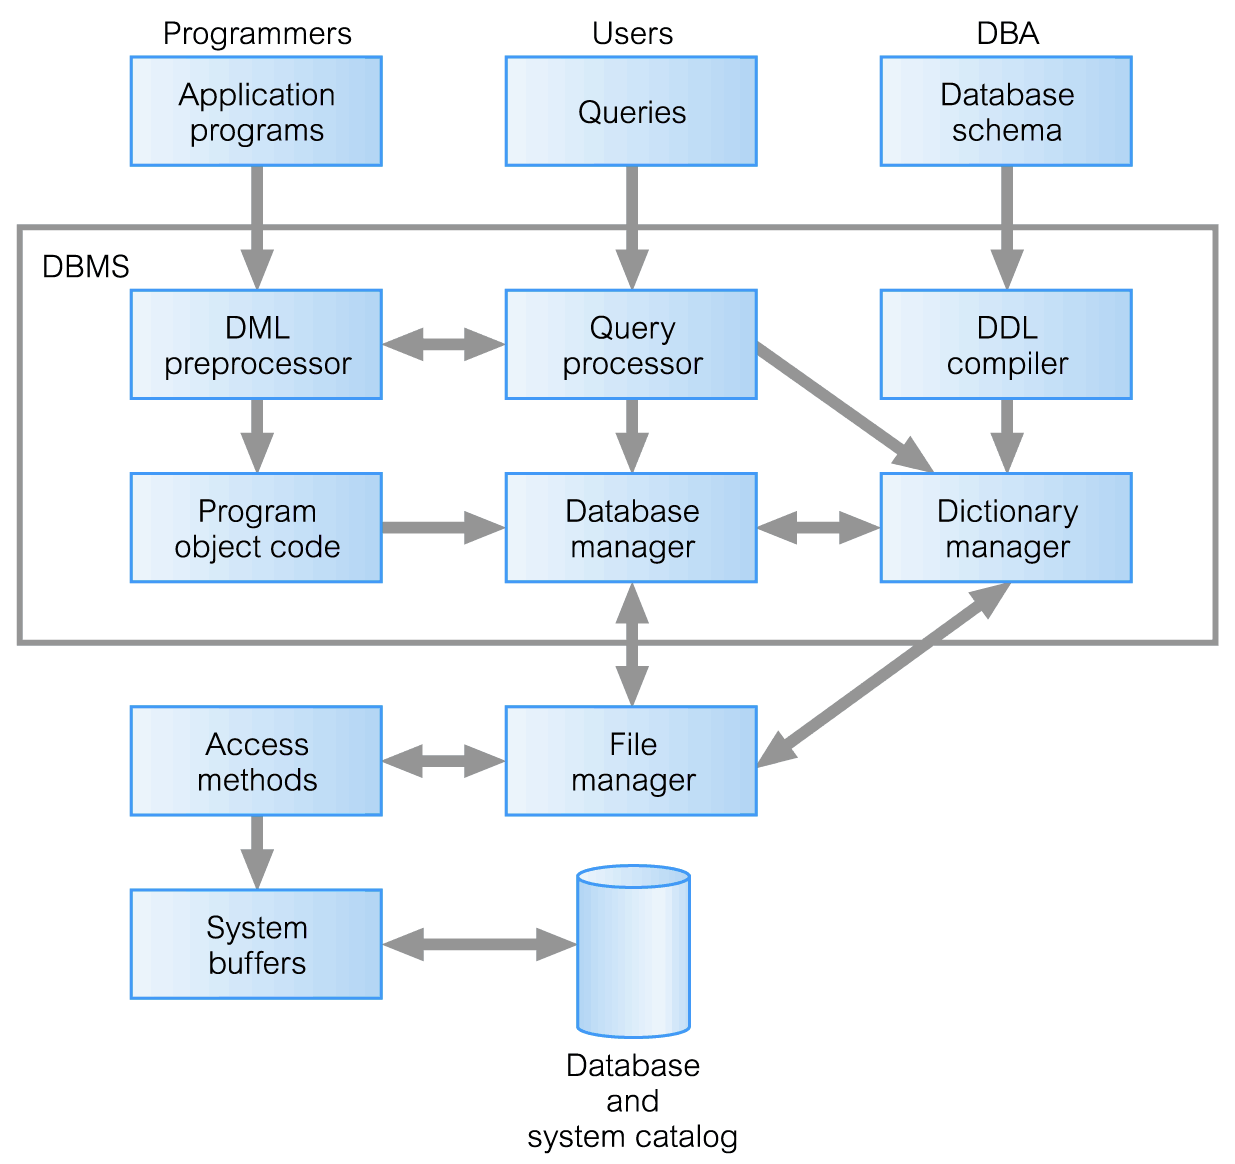 Programmers
Users
DBA
Application
programs
Queries
Database
schema
DBMS
DML
preprocessor
Query
processor
DDL
compiler
Program
object code
Database
manager
Dictionary
manager
Access
methods
File
manager
System
buffers
Database
and
system catalog